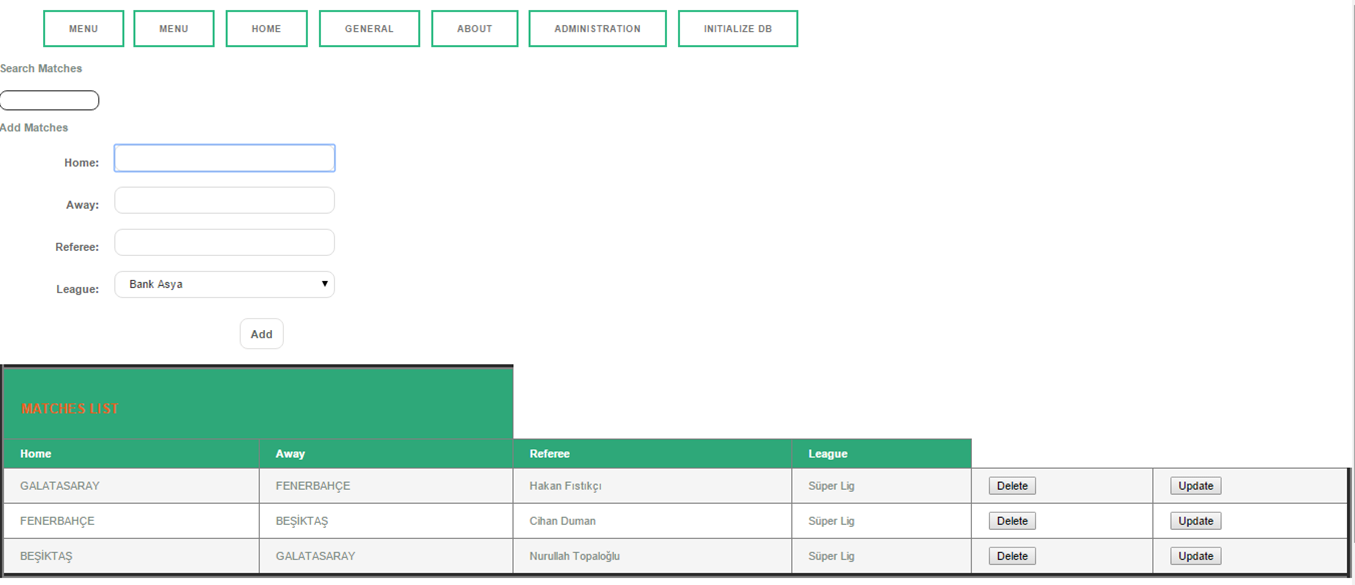 MENU MENU HOME GENERAL ABOUT ADMINISTRATION INITIALIZE DB
Search Matches
Add Matches
Home:
Away:
Referee:
League: Bank Asya
Add
MATCHES LIST
Home Away Referee League
GALATASARAY FENERBAHÇE Hakan Fıstıkçı Süper Lig Delete Update
FENERBAHÇE BEŞİKTAŞ Cihan Duman Süper Lig Delete Update
BEŞİKTAŞ GALATASARAY Nurullah Topaloğlu Süper Lig Delete Update